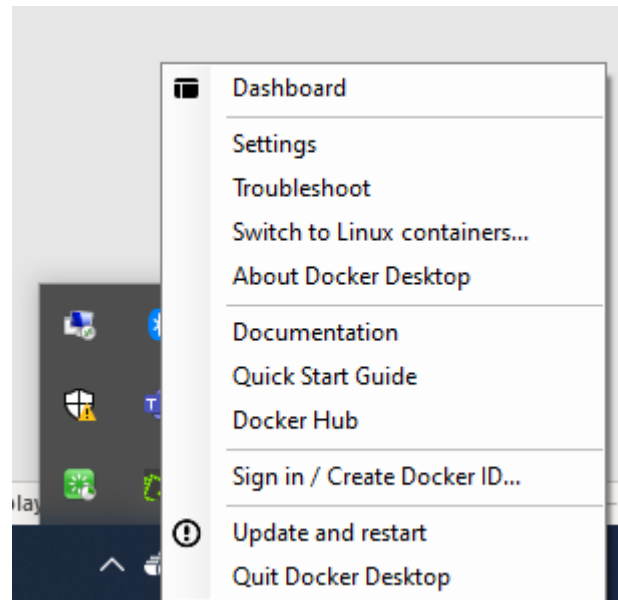 Dashboard
Settings
Troubleshoot
Switch to Linux containers...
About Docker Desktop
Documentation
Quick Start Guide
Docker Hub
Sign in / Create Docker ID...
Update and restart
Quit Docker Desktop